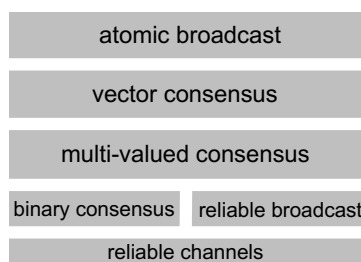 atomic broadcast
vector consensus
multi-valued consensus
binary consensus reliable broadcast
reliable channels